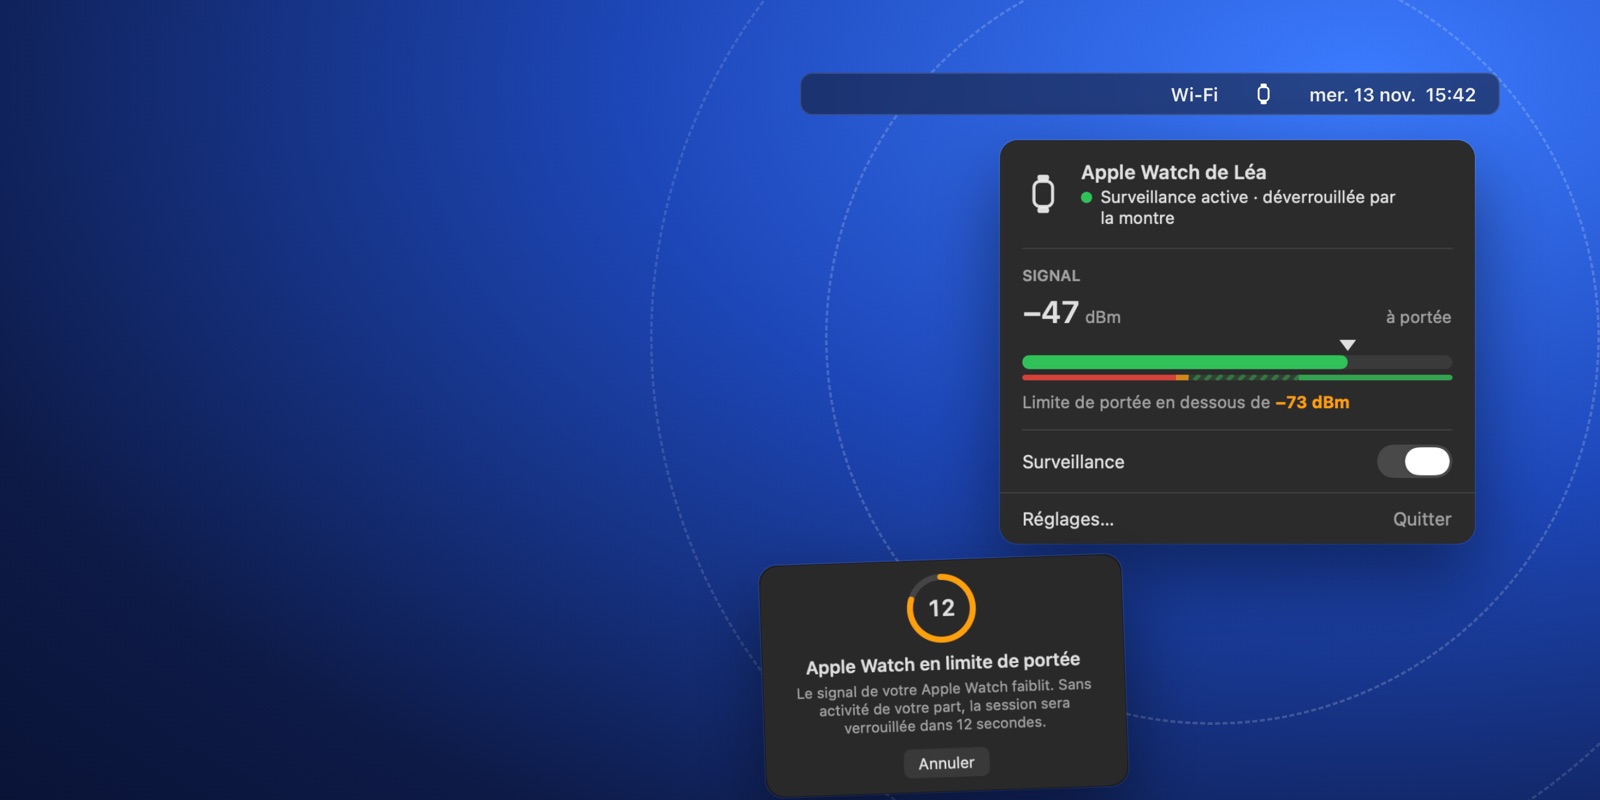 Wi-Fi mer. 13 nov. 15:42
Apple Watch de Léa
Surveillance active · déverrouillée par
la montre
SIGNAL
−47 dBm à portée
Limite de portée en dessous de −73 dBm
Surveillance
Réglages... Quitter
12
Apple Watch en limite de portée
Le signal de votre Apple Watch faiblit. Sans
activité de votre part, la session sera
verrouillée dans 12 secondes.
Annuler